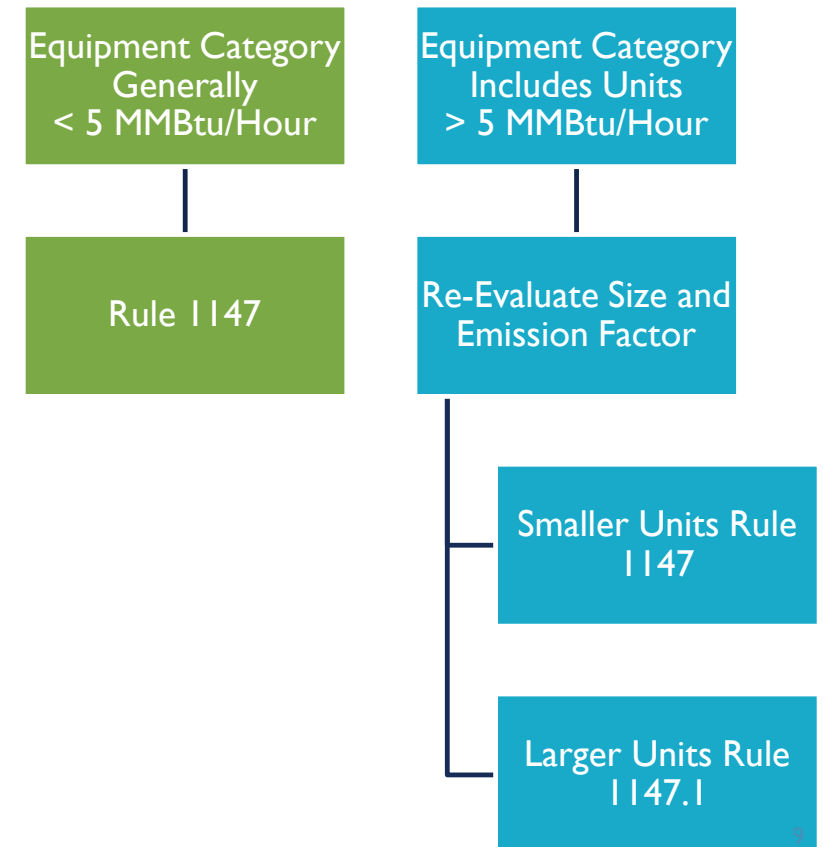 Equipment Category
Generally
< 5 MMBtu/Hour
Equipment Category
Includes Units
> 5 MMBtu/Hour
Rule 1147
Re-Evaluate Size and
Emission Factor
Smaller Units Rule
1147
Larger Units Rule
1147.1
9